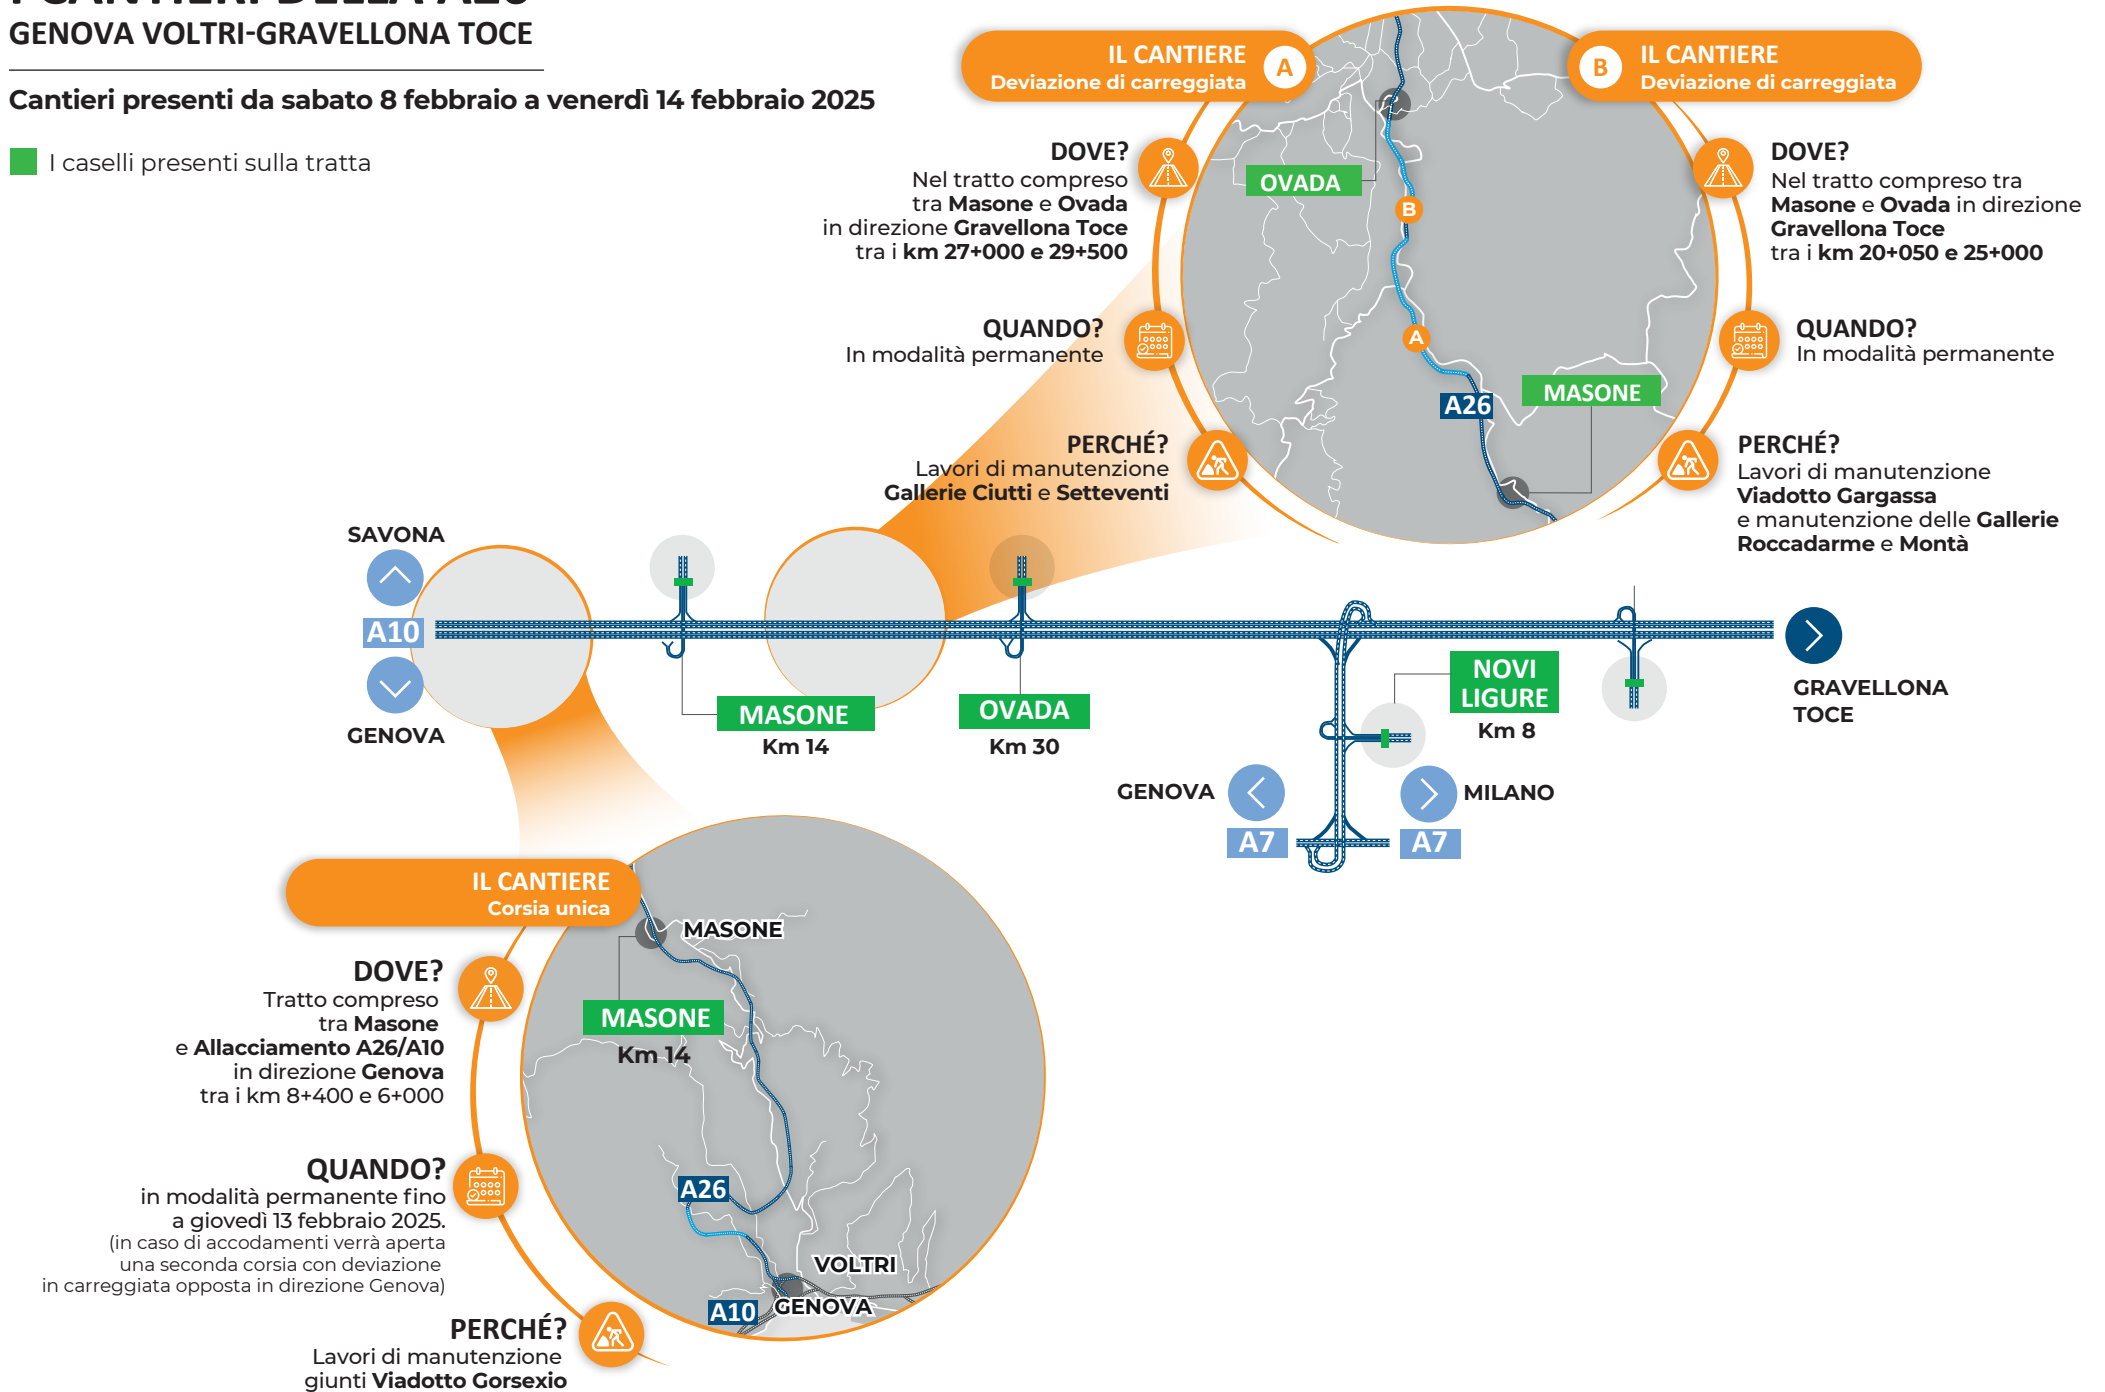 I CANTIERI DELLA A26
GENOVA VOLTRI-GRAVELLONA TOCE
Cantieri presenti da sabato 8 febbraio a venerdì 14 febbraio 2025
I caselli presenti sulla tratta
IL CANTIERE
Deviazione di carreggiata
A
DOVE?
Nel tratto compreso
tra Masone e Ovada
in direzione Gravellona Toce
tra i km 27+000 e 29+500
QUANDO?
In modalità permanente
PERCHÉ?
Lavori di manutenzione
Gallerie Ciutti e Setteventi
B
IL CANTIERE
Deviazione di carreggiata
DOVE?
Nel tratto compreso tra
Masone e Ovada in direzione
Gravellona Toce
tra i km 20+050 e 25+000
QUANDO?
In modalità permanente
PERCHÉ?
Lavori di manutenzione
Viadotto Gargassa
e manutenzione delle Gallerie
Roccadarme e Montà
OVADA
B
A
A26
MASONE
SAVONA
A10
GENOVA
MASONE
Km 14
OVADA
Km 30
NOVI
LIGURE
Km 8
GENOVA
A7
MILANO
A7
GRAVELLONA
TOCE
IL CANTIERE
Corsia unica
DOVE?
Tratto compreso
tra Masone
e Allacciamento A26/A10
in direzione Genova
tra i km 8+400 e 6+000
QUANDO?
in modalità permanente fino
a giovedì 13 febbraio 2025.
(in caso di accodamenti verrà aperta
una seconda corsia con deviazione
in carreggiata opposta in direzione Genova)
PERCHÉ?
Lavori di manutenzione
giunti Viadotto Gorsexio
MASONE
MASONE
Km 14
A26
VOLTRI
GENOVA
A10